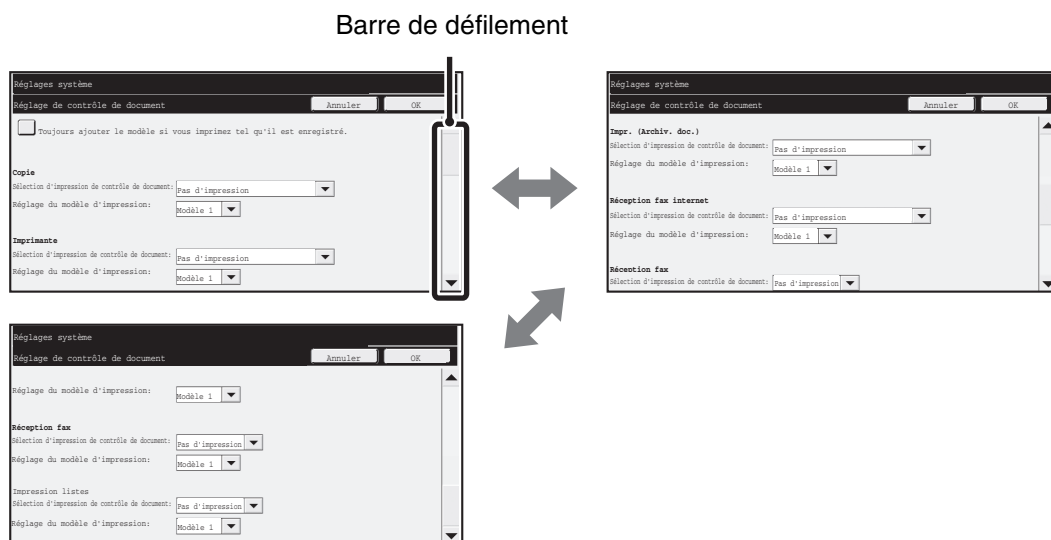 Barre de défilement
Réglages système
Réglage de contrôle de document Annuler OK
Toujours ajouter le modèle si vous imprimez tel qu'il est enregistré.
Copie
Sélection d'impression de contrôle de document: Pas d'impression
Réglage du modèle d'impression: Modèle 1
Imprimante
Sélection d'impression de contrôle de document: Pas d'impression
Réglage du modèle d'impression: Modèle 1
Réglages système
Réglage de contrôle de document Annuler OK
Impr. (Archiv. doc.)
Sélection d'impression de contrôle de document: Pas d'impression
Réglage du modèle d'impression: Modèle 1
Réception fax internet
Sélection d'impression de contrôle de document: Pas d'impression
Réglage du modèle d'impression: Modèle 1
Réception fax
Sélection d'impression de contrôle de document: Pas d'impression
Réglages système
Réglage de contrôle de document Annuler OK
Réglage du modèle d'impression: Modèle 1
Réception fax
Sélection d'impression de contrôle de document: Pas d'impression
Réglage du modèle d'impression: Modèle 1
Impression listes
Sélection d'impression de contrôle de document: Pas d'impression
Réglage du modèle d'impression: Modèle 1